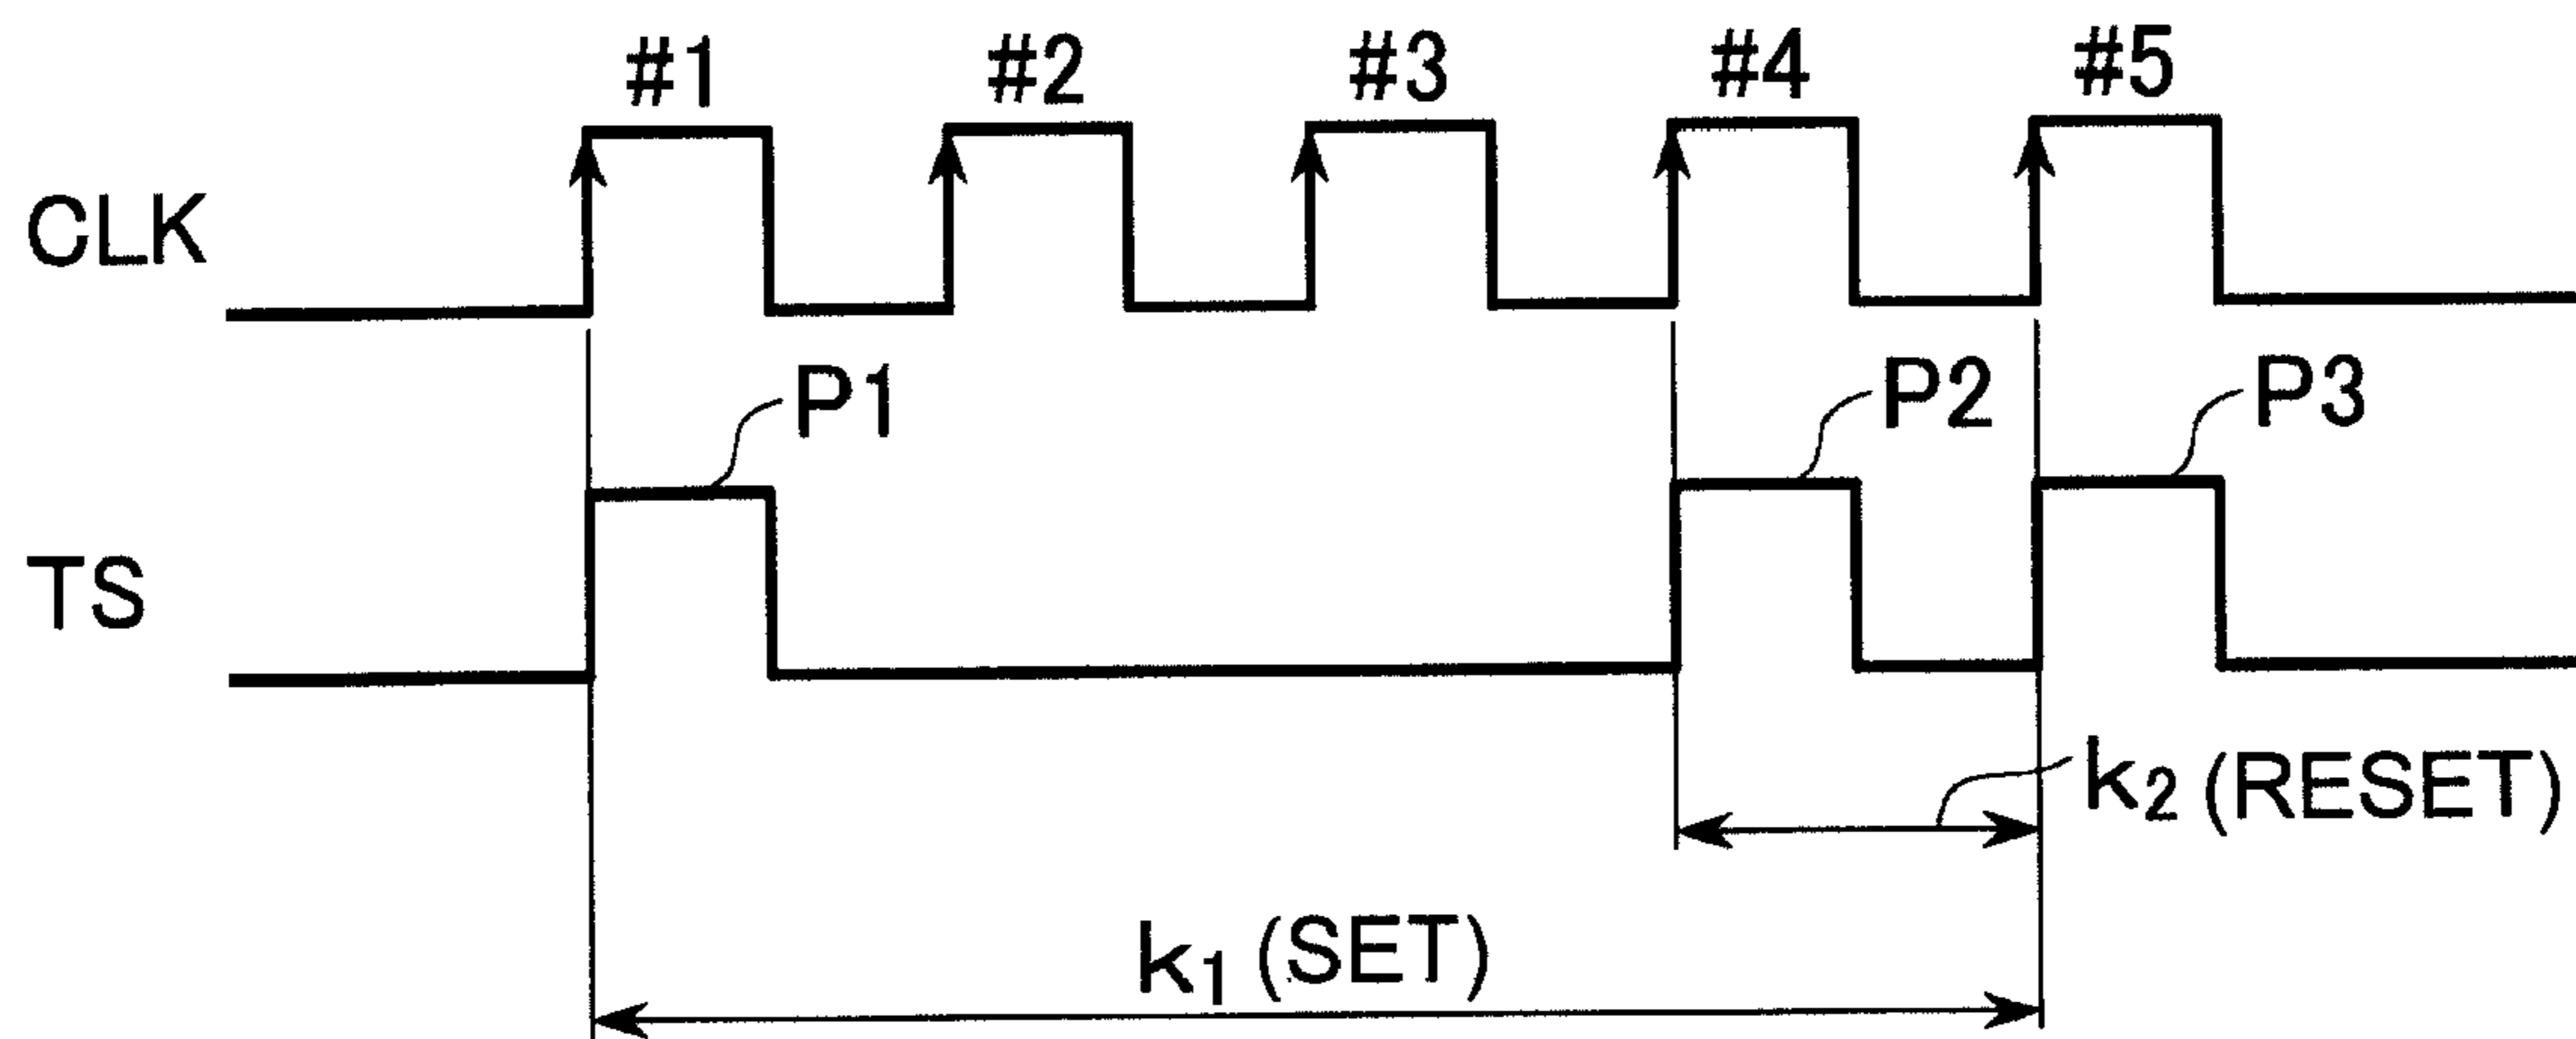 #1 #2 #3 #4 #5
CLK
P1 P2 P3
TS
k₂ (RESET)
k₁ (SET)